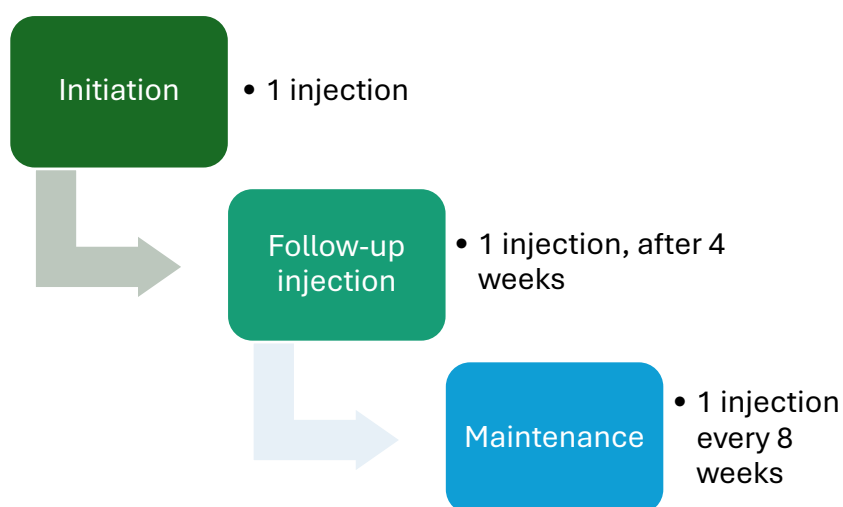 Initiation
• 1 injection
Follow-up
injection
• 1 injection, after 4
weeks
Maintenance
• 1 injection
every 8
weeks